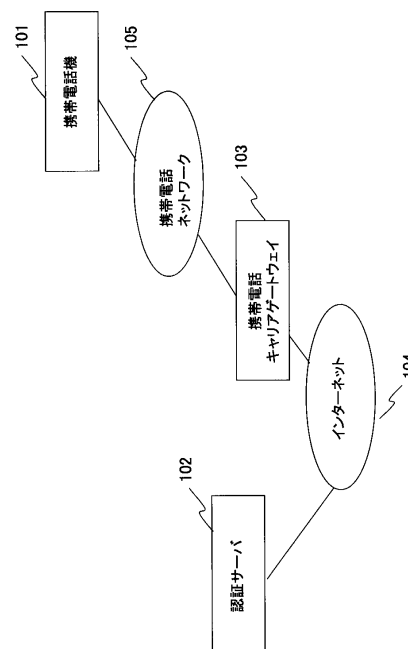 101
携帯電話機
105
携帯電話
ネットワーク
103
携帯電話
キャリアゲートウェイ
インターネット
102
認証サーバ